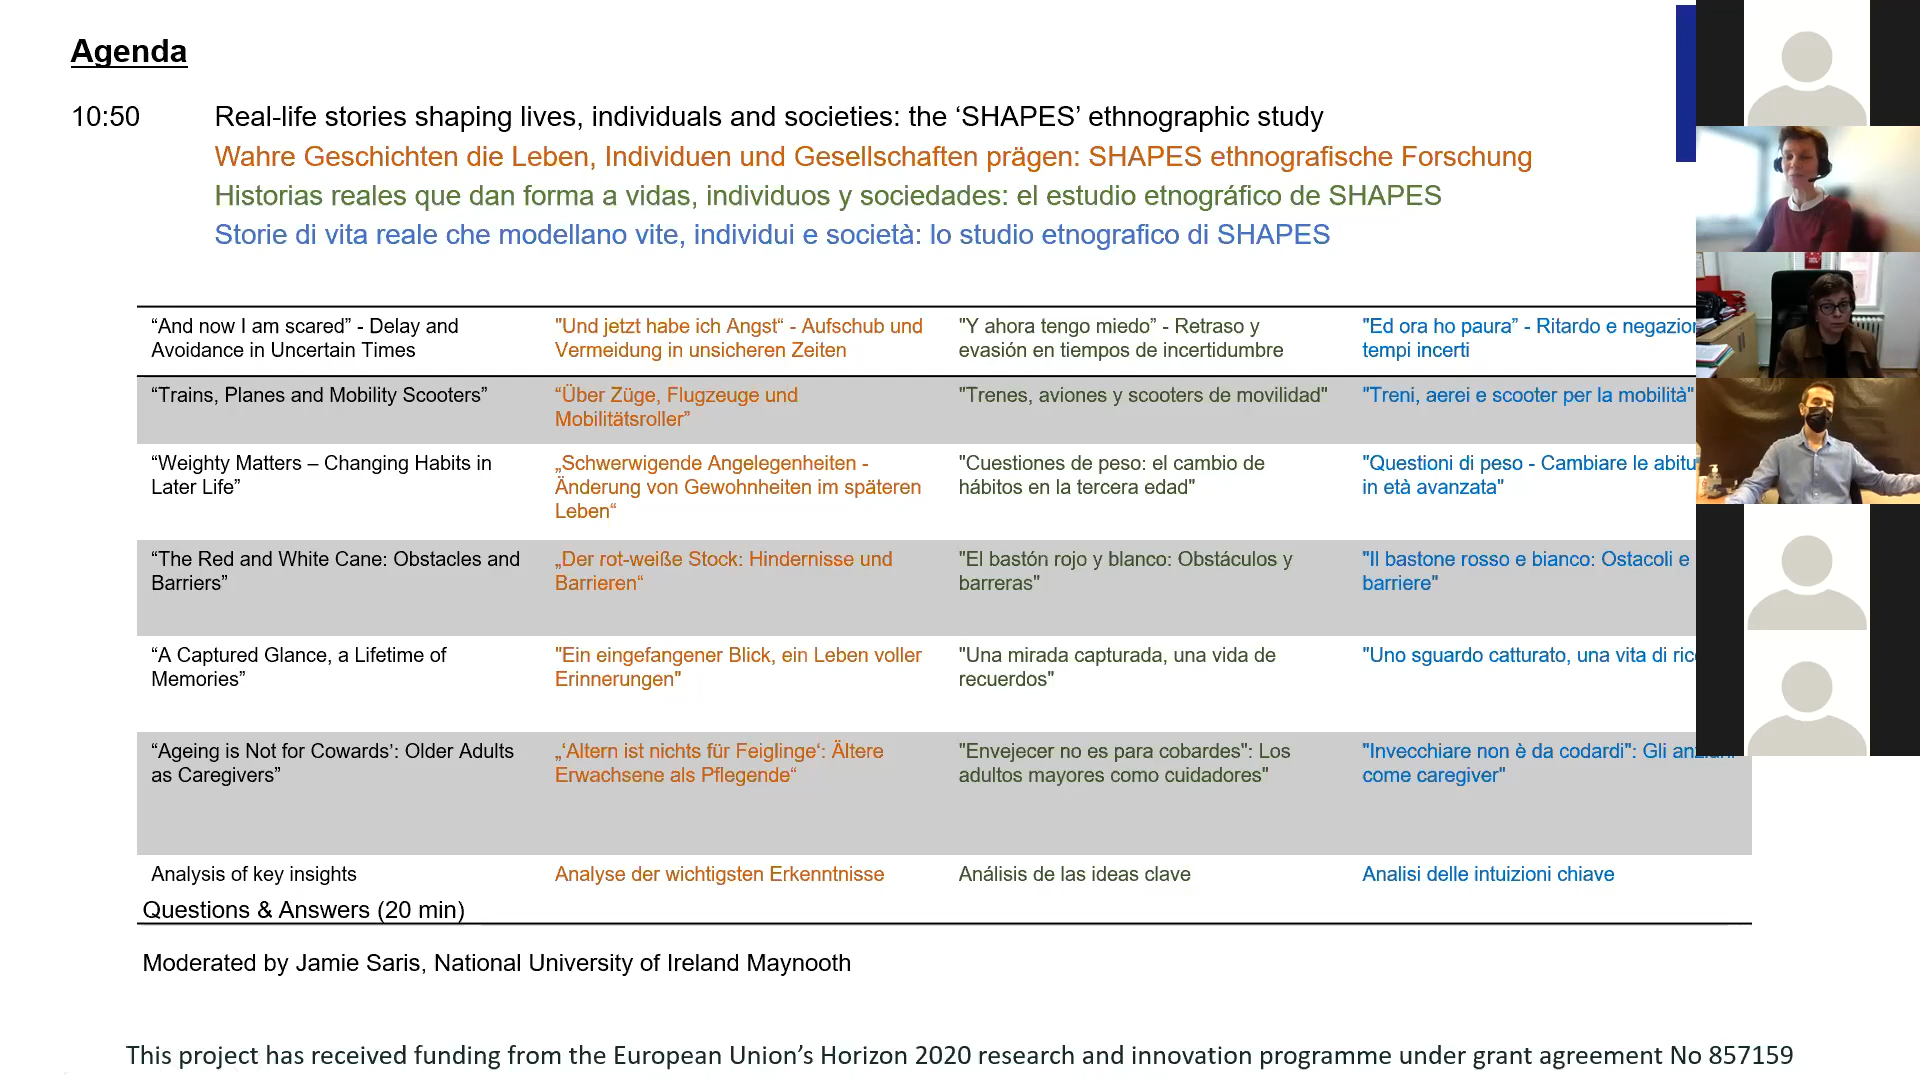 Agenda
10:50
Real-life stories shaping lives, individuals and societies: the ‘SHAPES’ ethnographic study
Wahre Geschichten die Leben, Individuen und Gesellschaften prägen: SHAPES ethnografische Forschung
Historias reales que dan forma a vidas, individuos y sociedades: el estudio etnográfico de SHAPES
Storie di vita reale che modellano vite, individui e società: lo studio etnografico di SHAPES
“And now I am scared” - Delay and
Avoidance in Uncertain Times
"Und jetzt habe ich Angst“ - Aufschub und
Vermeidung in unsicheren Zeiten
"Y ahora tengo miedo” - Retraso y
evasión en tiempos de incertidumbre
"Ed ora ho paura” - Ritardo e
tempi incerti
“Trains, Planes and Mobility Scooters”
“Über Züge, Flugzeuge und
Mobilitätsroller”
"Trenes, aviones y scooters de movilidad"
"Treni, aerei e scooter per la mobilità"
“Weighty Matters – Changing Habits in
Later Life”
„Schwerwigende Angelegenheiten -
Änderung von Gewohnheiten im späteren
Leben“
"Cuestiones de peso: el cambio de
hábitos en la tercera edad"
"Questioni di peso - Cambiare le
in età avanzata"
“The Red and White Cane: Obstacles and
Barriers”
„Der rot-weiße Stock: Hindernisse und
Barrieren“
"El bastón rojo y blanco: Obstáculos y
barreras"
"Il bastone rosso e bianco: Ostacoli e
barriere"
“A Captured Glance, a Lifetime of
Memories”
"Ein eingefangener Blick, ein Leben voller
Erinnerungen"
"Una mirada capturada, una vida de
recuerdos"
"Uno sguardo catturato, una vita di
“Ageing is Not for Cowards’: Older Adults
as Caregivers”
„‘Altern ist nichts für Feiglinge‘: Ältere
Erwachsene als Pflegende“
"Envejecer no es para cobardes": Los
adultos mayores como cuidadores"
"Invecchiare non è da codardi": Gli
come caregiver"
Analysis of key insights
Analyse der wichtigsten Erkenntnisse
Análisis de las ideas clave
Analisi delle intuizioni chiave
Questions & Answers (20 min)
Moderated by Jamie Saris, National University of Ireland Maynooth
This project has received funding from the European Union’s Horizon 2020 research and innovation programme under grant agreement No 857159